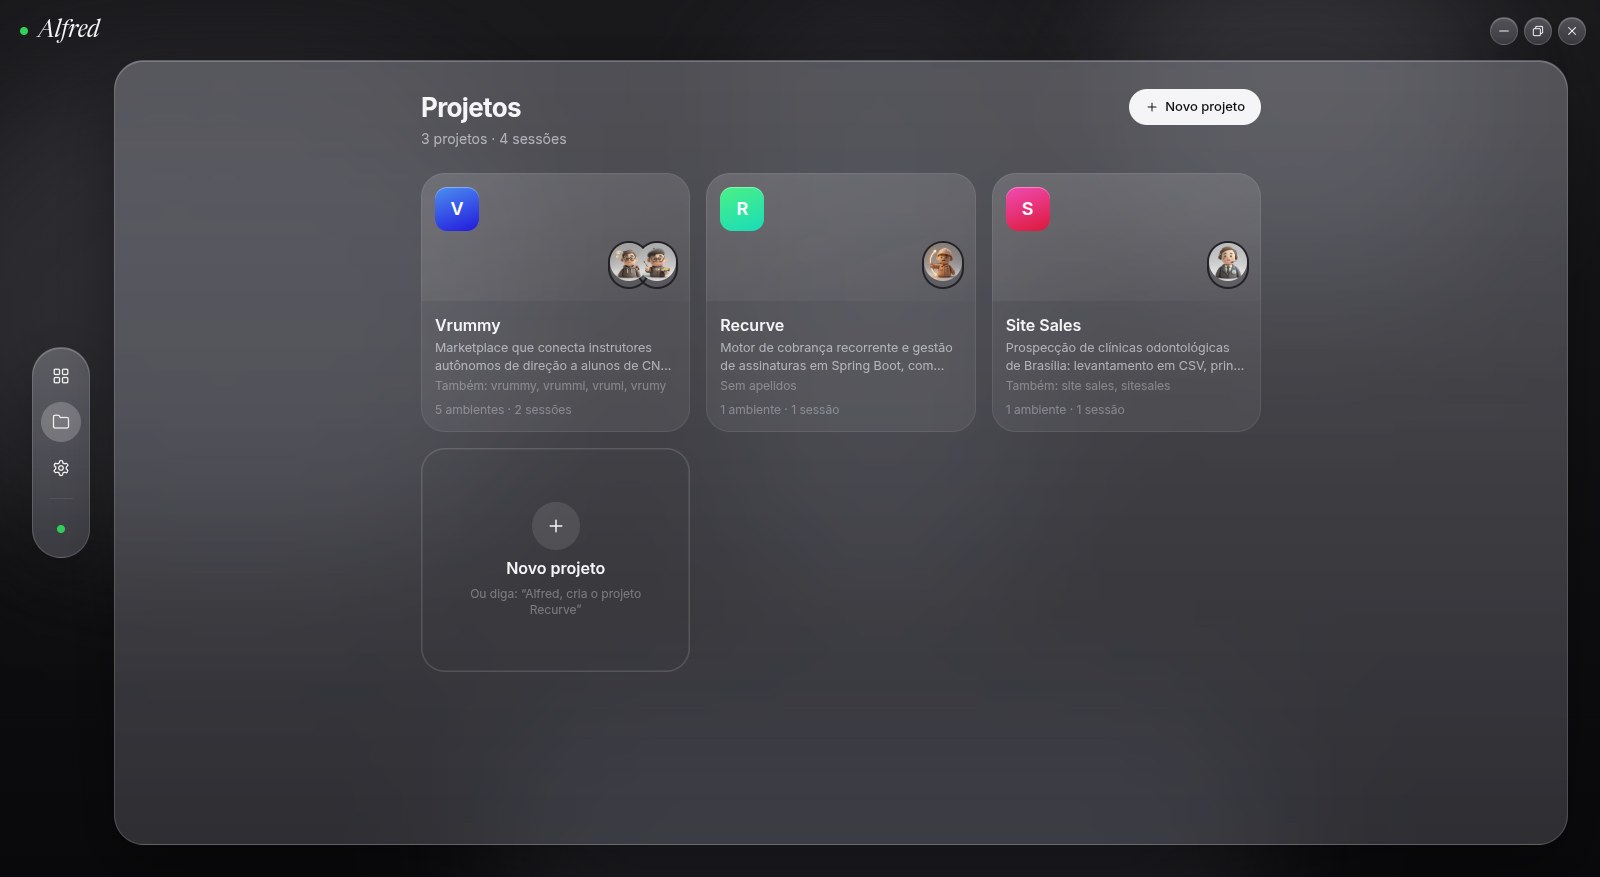 Alfred
Projetos
+ Novo projeto
3 projetos · 4 sessões
V
Vrummy
Marketplace que conecta instrutores
autônomos de direção a alunos de CN...
Também: vrummy, vrummi, vrumi, vrumy
5 ambientes · 2 sessões
R
Recurve
Motor de cobrança recorrente e gestão
de assinaturas em Spring Boot, com...
Sem apelidos
1 ambiente · 1 sessão
S
Site Sales
Prospecção de clínicas odontológicas
de Brasília: levantamento em CSV, prin...
Também: site sales, sitesales
1 ambiente · 1 sessão
Novo projeto
Ou diga: “Alfred, cria o projeto
Recurve”